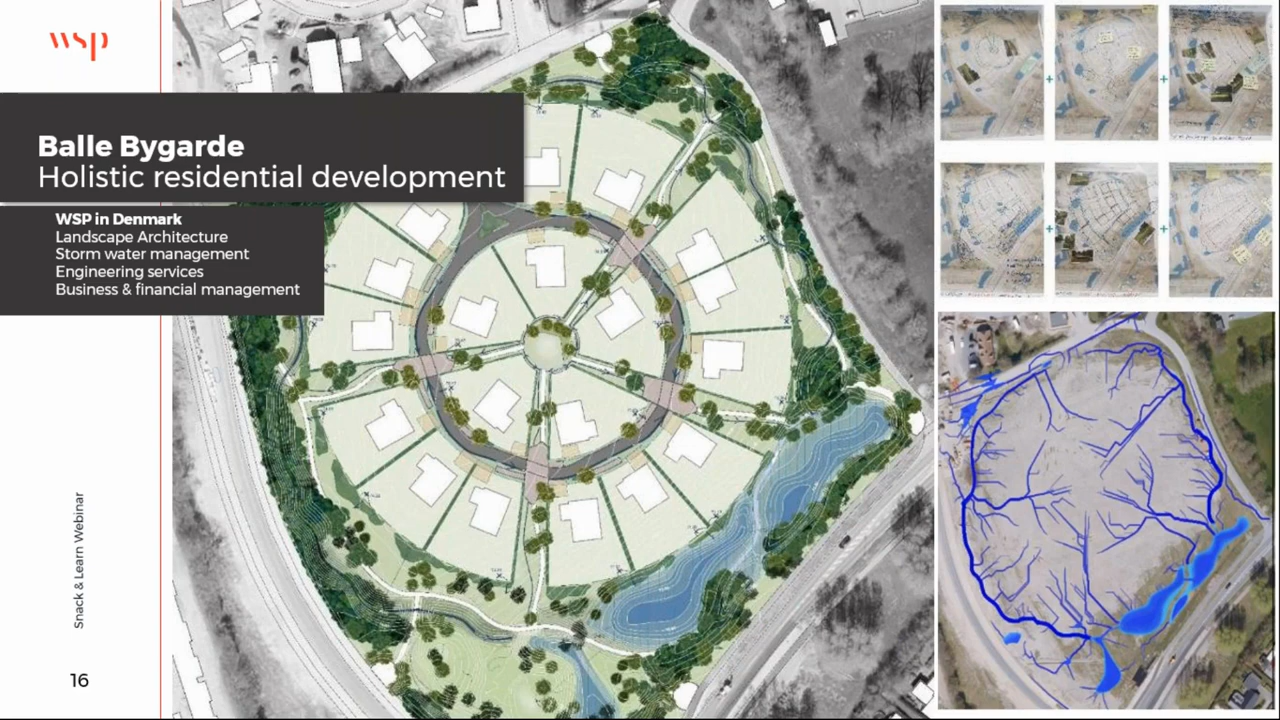 wsp
Balle Bygarde
Holistic residential development
WSP in Denmark
Landscape Architecture
Storm water management
Engineering services
Business & financial management
Snack & Learn Webinar
16
+
+
+
+